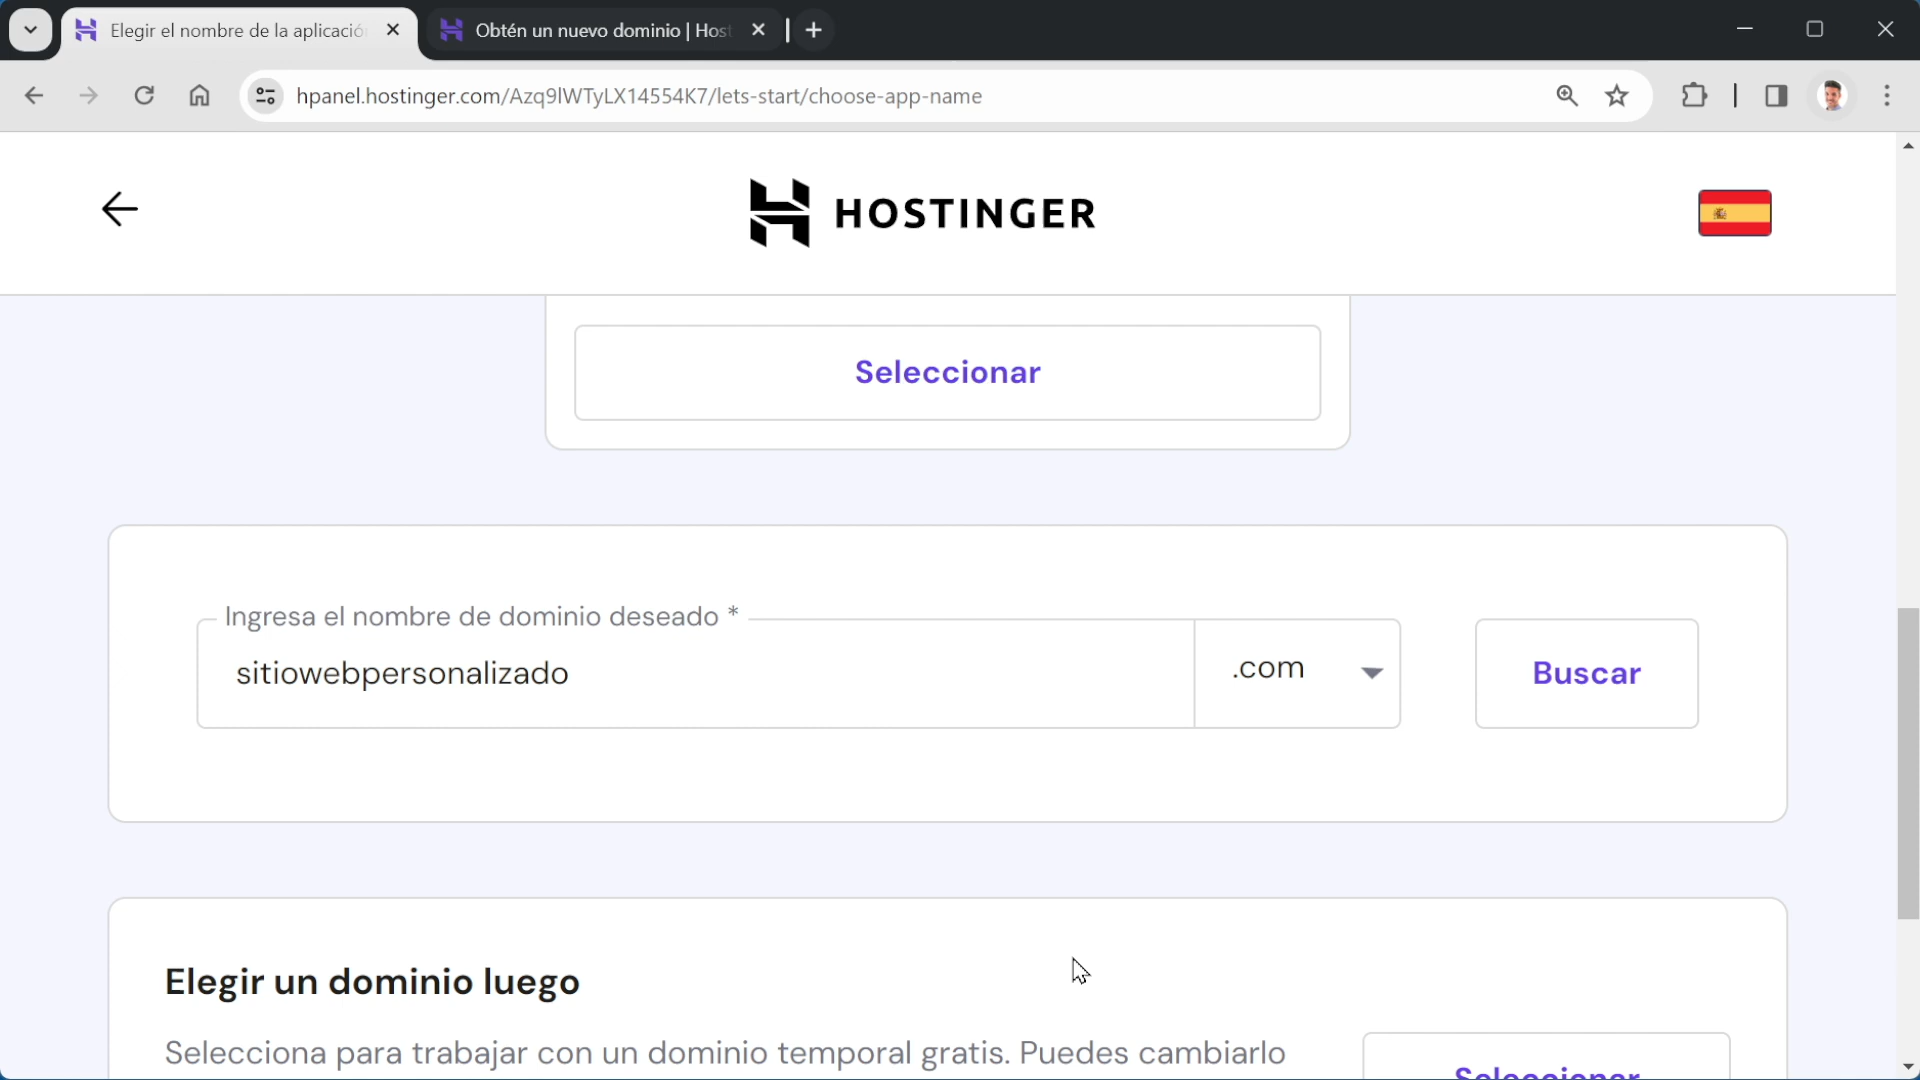 Elegir el nombre de la aplicació
Obtén un nuevo dominio | Host
hpanel.hostinger.com/Azq9lWTyLX14554K7/lets-start/choose-app-name
HOSTINGER
Seleccionar
Ingresa el nombre de dominio deseado *
sitiowebpersonalizado
.com
Buscar
Elegir un dominio luego
Selecciona para trabajar con un dominio temporal gratis. Puedes cambiarlo
Seleccionar